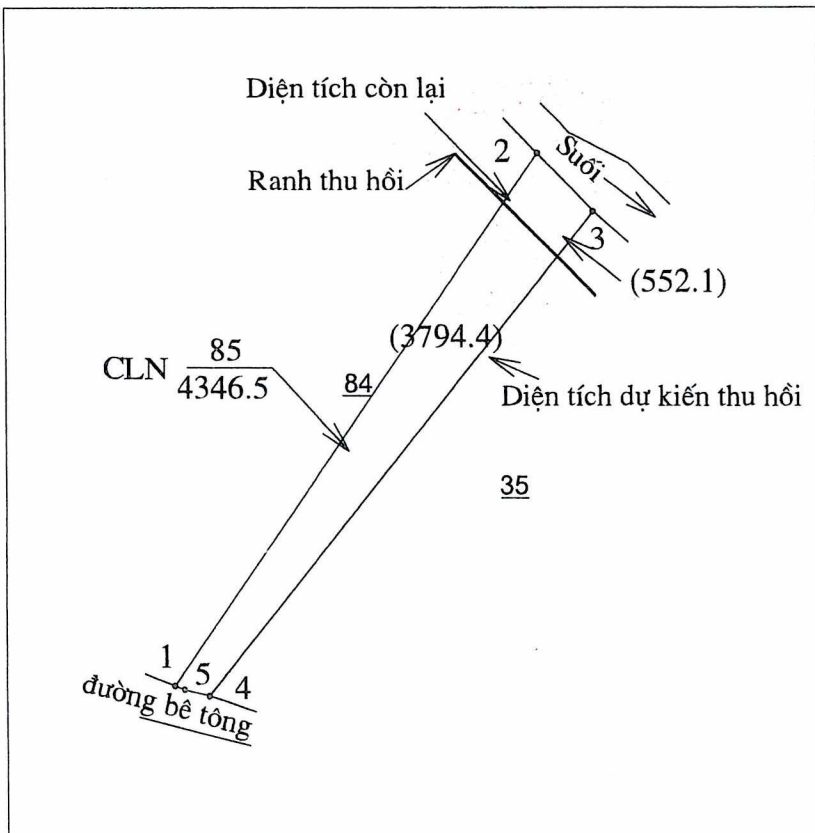 Diện tích còn lại
2
Suối
Ranh thu hồi
3
(552.1)
(3794.4)
CLN 85
4346.5
84
Diện tích dự kiến thu hồi
35
1
5
4
đường bê tông